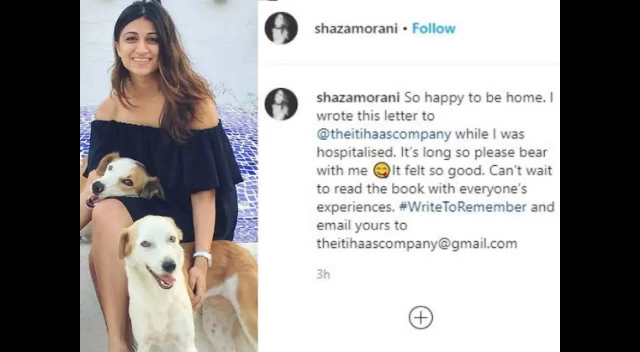 shazamorani • Follow
shazamorani So happy to be home. I
wrote this letter to
@theitihaascompany while I was
hospitalised. It's long so please bear
with me 😋It felt so good. Can't wait
to read the book with everyone's
experiences. #WriteToRemember and
email yours to
theitihaascompany@gmail.com
3h